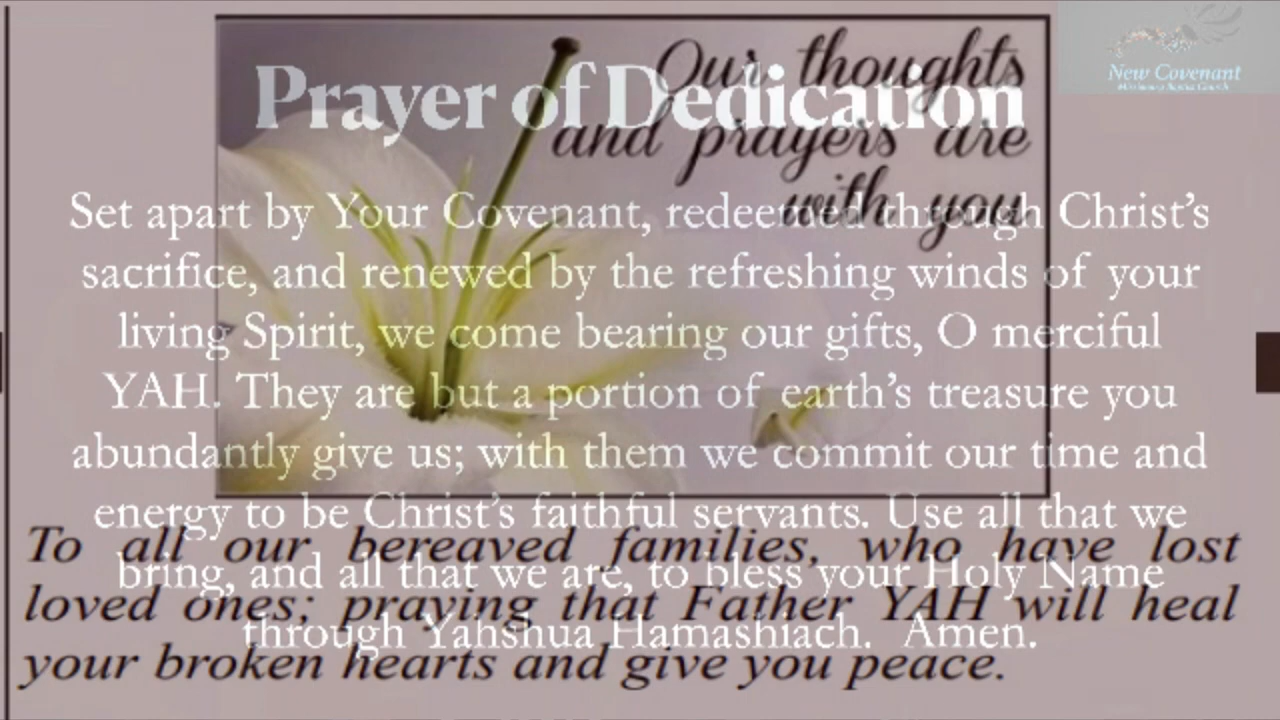 Our thoughts
and prayers are
with you
New Covenant
Missionary Baptist Church
Prayer of Dedication
Set apart by Your Covenant, redeemed through Christ's
sacrifice, and renewed by the refreshing winds of your
living Spirit, we come bearing our gifts, O merciful
YAH. They are but a portion of earth's treasure you
abundantly give us; with them we commit our time and
energy to be Christ's faithful servants. Use all that we
bring, and all that we are, to bless your Holy Name
through Yahshua Hamashiach. Amen.
To all our bereaved families, who have lost
loved ones; praying that Father YAH will heal
your broken hearts and give you peace.